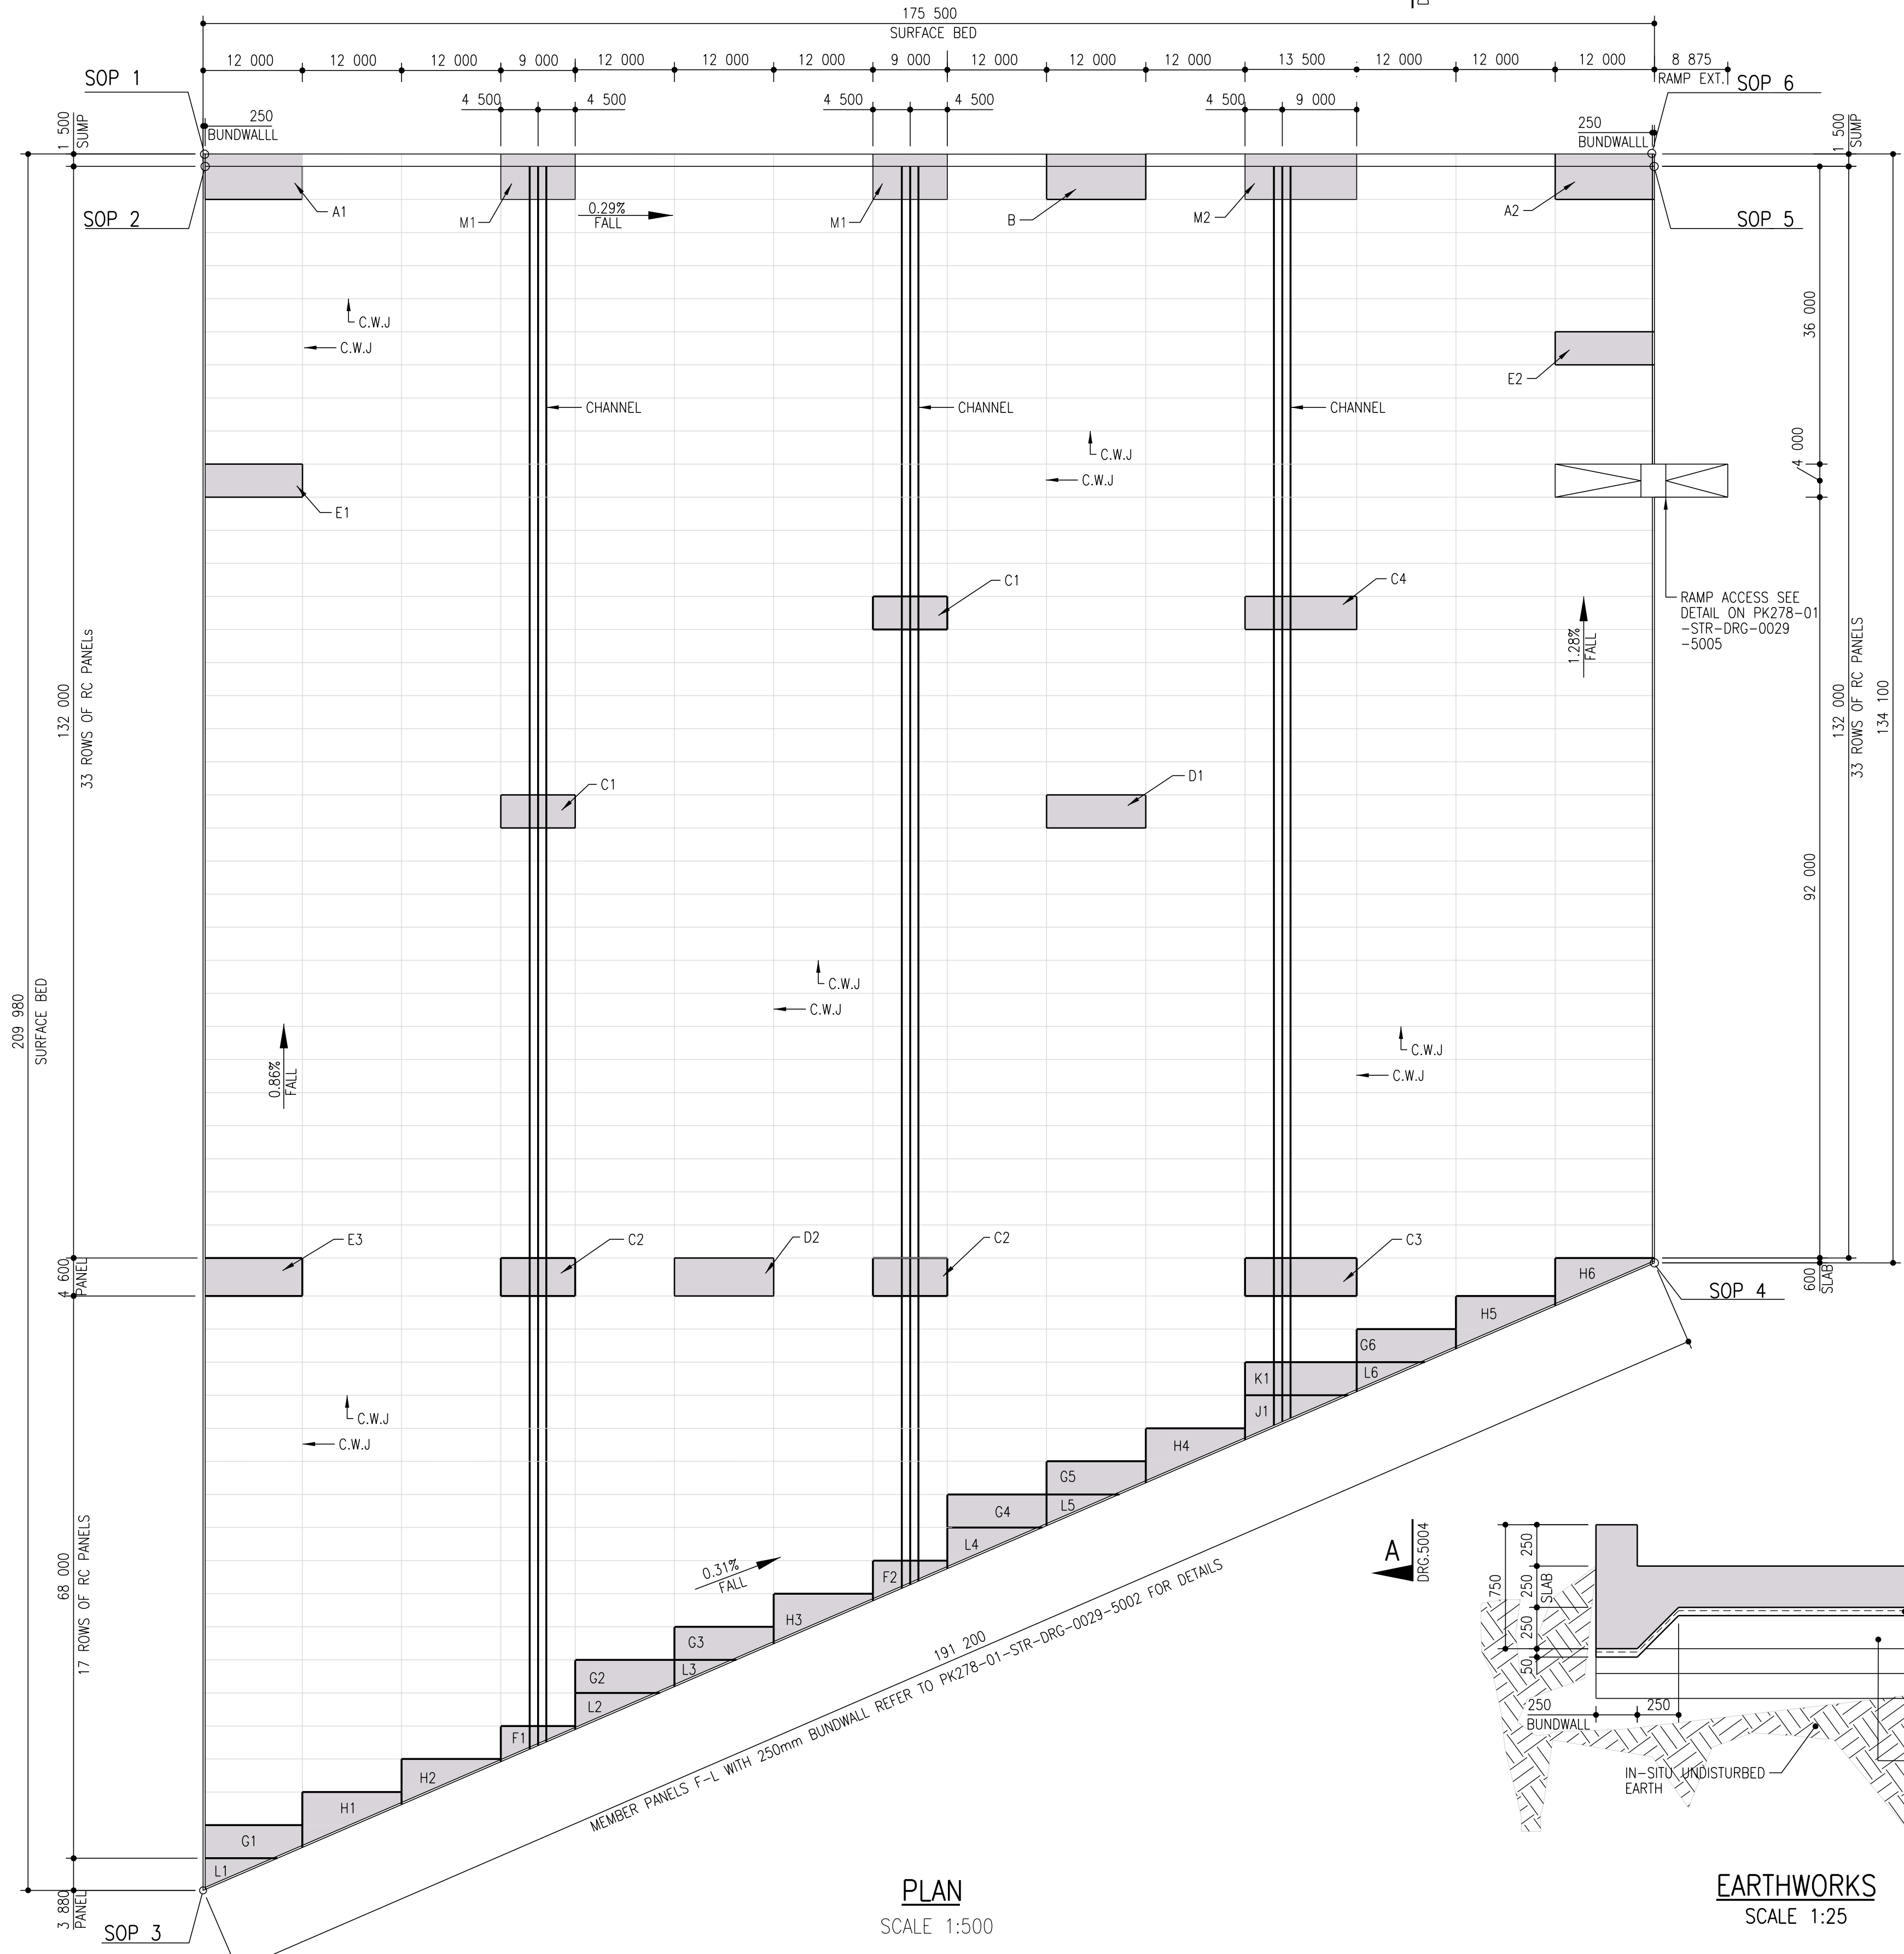 175 500
SURFACE BED
12 000
12 000
12 000
9 000
12 000
12 000
12 000
9 000
12 000
12 000
12 000
13 500
12 000
12 000
12 000
8 875
RAMP EXT.
SOP 1
SOP 6
4 500
4 500
4 500
4 500
4 500
9 000
1 500
SUMP
250
BUNDWALLL
250
BUNDWALLL
1 500
SUMP
SOP 2
A1
M1
0.29%
FALL
M1
B
M2
A2
SOP 5
C.W.J
C.W.J
36 000
E2
CHANNEL
CHANNEL
CHANNEL
C.W.J
C.W.J
4 000
E1
C1
C4
RAMP ACCESS SEE
DETAIL ON PK278-01
-STR-DRG-0029
-5005
1.28%
FALL
132 000
33 ROWS OF RC PANELs
132 000
33 ROWS OF RC PANELS
134 100
C1
D1
92 000
C.W.J
C.W.J
209 980
SURFACE BED
0.86%
FALL
C.W.J
C.W.J
4 600
PANEL
E3
C2
D2
C2
C3
H6
600
SLAB
SOP 4
H5
G6
L6
K1
J1
C.W.J
C.W.J
H4
G5
L5
G4
L4
68 000
17 ROWS OF RC PANELS
0.31%
FALL
F2
H3
G3
L3
G2
L2
F1
H2
H1
G1
L1
191 200
MEMBER PANELS F-L WITH 250mm BUNDWALL REFER TO PK278-01-STR-DRG-0029-5002 FOR DETAILS
A
DRG.5004
750
250
250
SLAB
250
50
250
BUNDWALL
250
IN-SITU UNDISTURBED
EARTH
3 880
PANEL
SOP 3
PLAN
SCALE 1:500
EARTHWORKS
SCALE 1:25